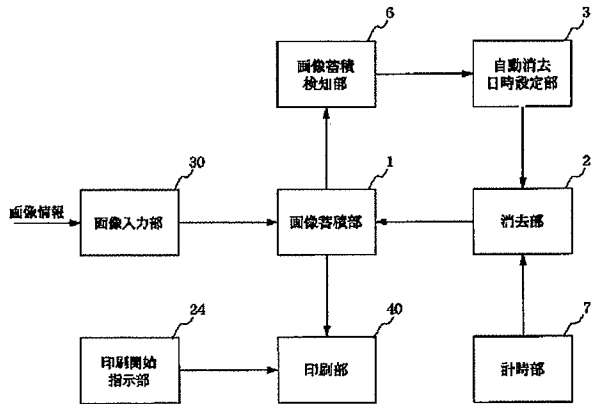 6
3
画像蓄積
検知部
自動消去
日時設定部
30
1
2
画像情報
画像入力部
画像蓄積部
消去部
24
40
7
印刷開始
指示部
印刷部
計時部